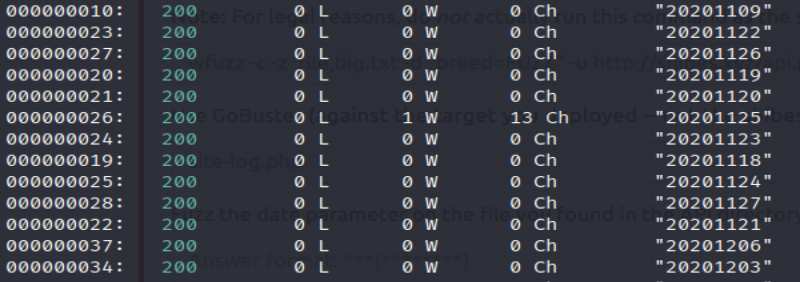 000000010: 200 0 L 0 W 0 Ch "20201109"
000000023: 200 0 L 0 W 0 Ch "20201122"
000000027: 200 0 L 0 W 0 Ch "20201126"
000000020: 200 0 L 0 W 0 Ch "20201119"
000000021: 200 0 L 0 W 0 Ch "20201120"
000000026: 200 0 L 1 W 13 Ch "20201125"
000000024: 200 0 L 0 W 0 Ch "20201123"
000000019: 200 0 L 0 W 0 Ch "20201118"
000000025: 200 0 L 0 W 0 Ch "20201124"
000000028: 200 0 L 0 W 0 Ch "20201127"
000000022: 200 0 L 0 W 0 Ch "20201121"
000000037: 200 0 L 0 W 0 Ch "20201206"
000000034: 200 0 L 0 W 0 Ch "20201203"